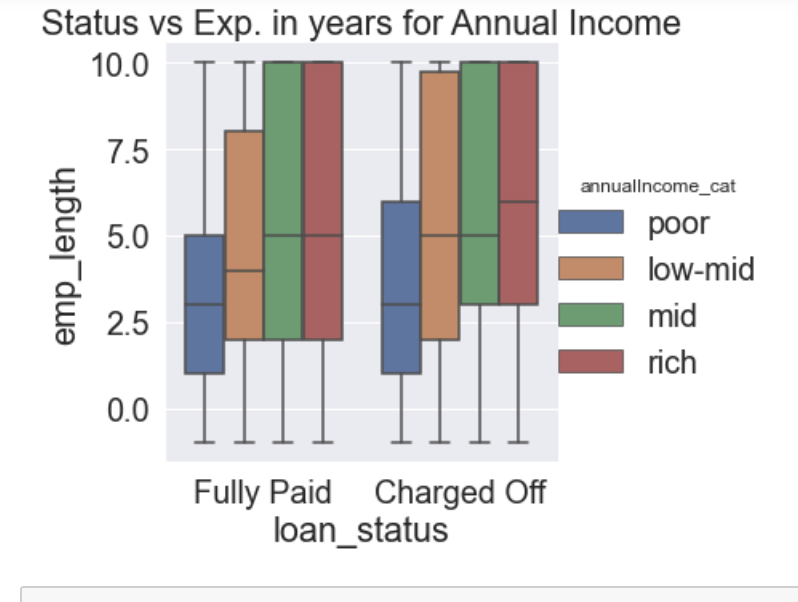 Status vs Exp. in years for Annual Income
10.0
7.5
5.0
2.5
0.0
emp_length
Fully Paid
Charged Off
loan_status
annualIncome_cat
poor
low-mid
mid
rich